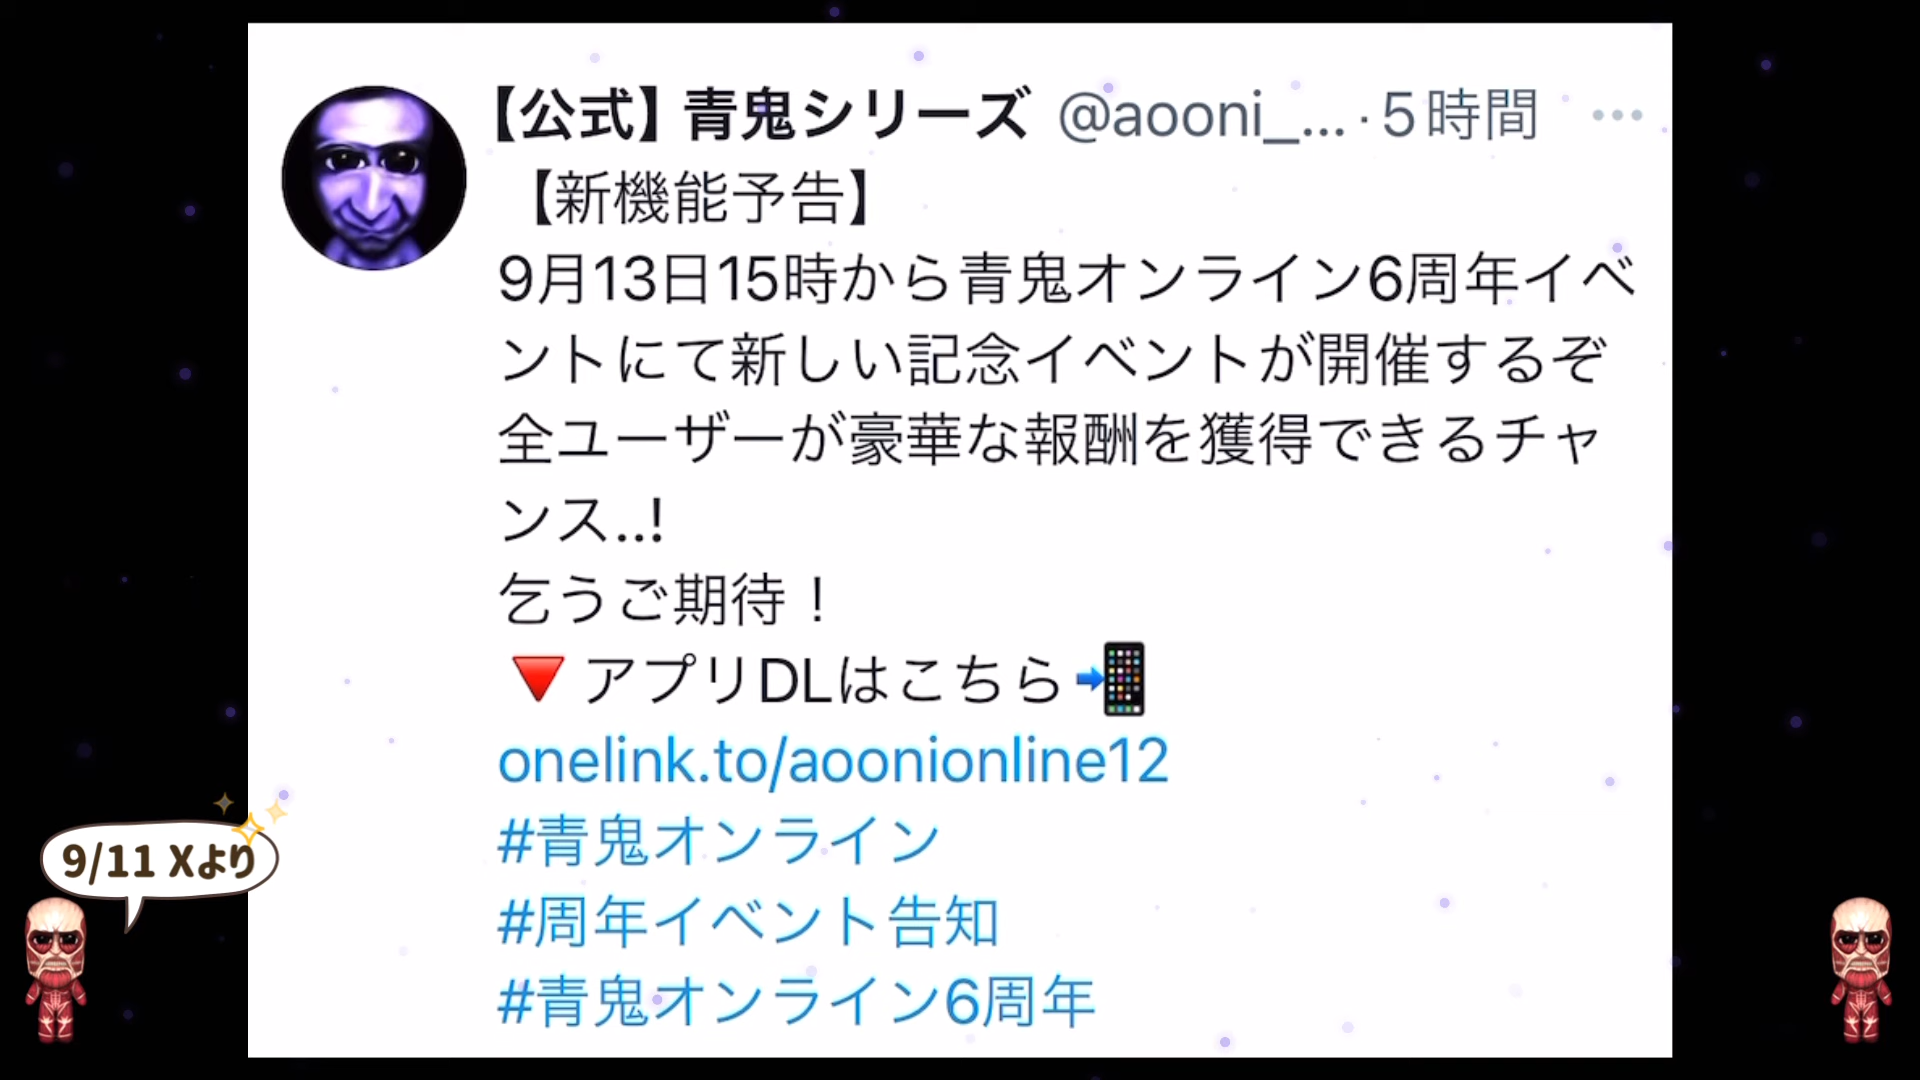 【公式】青鬼シリーズ @aooni_... · 5時間
【新機能予告】
9月13日15時から青鬼オンライン6周年イベ
ントにて新しい記念イベントが開催するぞ
全ユーザーが豪華な報酬を獲得できるチャ
ンス..!
乞うご期待！
🔻アプリDLはこちら📲
onelink.to/aoonionline12
#青鬼オンライン
#周年イベント告知
#青鬼オンライン6周年
9/11 Xより